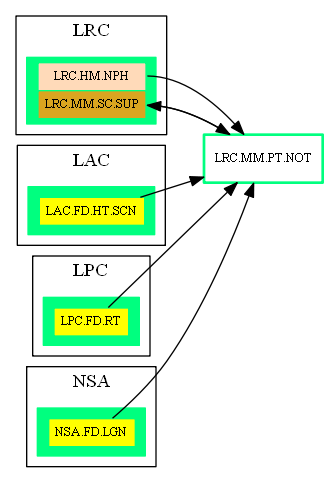 LRC
LRC.HM.NPH
LRC.MM.SC.SUP
LRC.MM.PT.NOT
LAC
LAC.FD.HT.SCN
LPC
LPC.FD.RT
NSA
NSA.FD.LGN